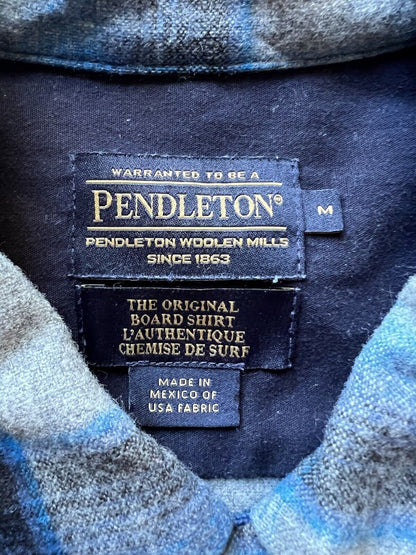 WARRANTED TO BE A
PENDLETON®
PENDLETON WOOLEN MILLS
SINCE 1863
M
THE ORIGINAL
BOARD SHIRT
L'AUTHENTIQUE
CHEMISE DE SURF
MADE IN
MEXICO OF
USA FABRIC